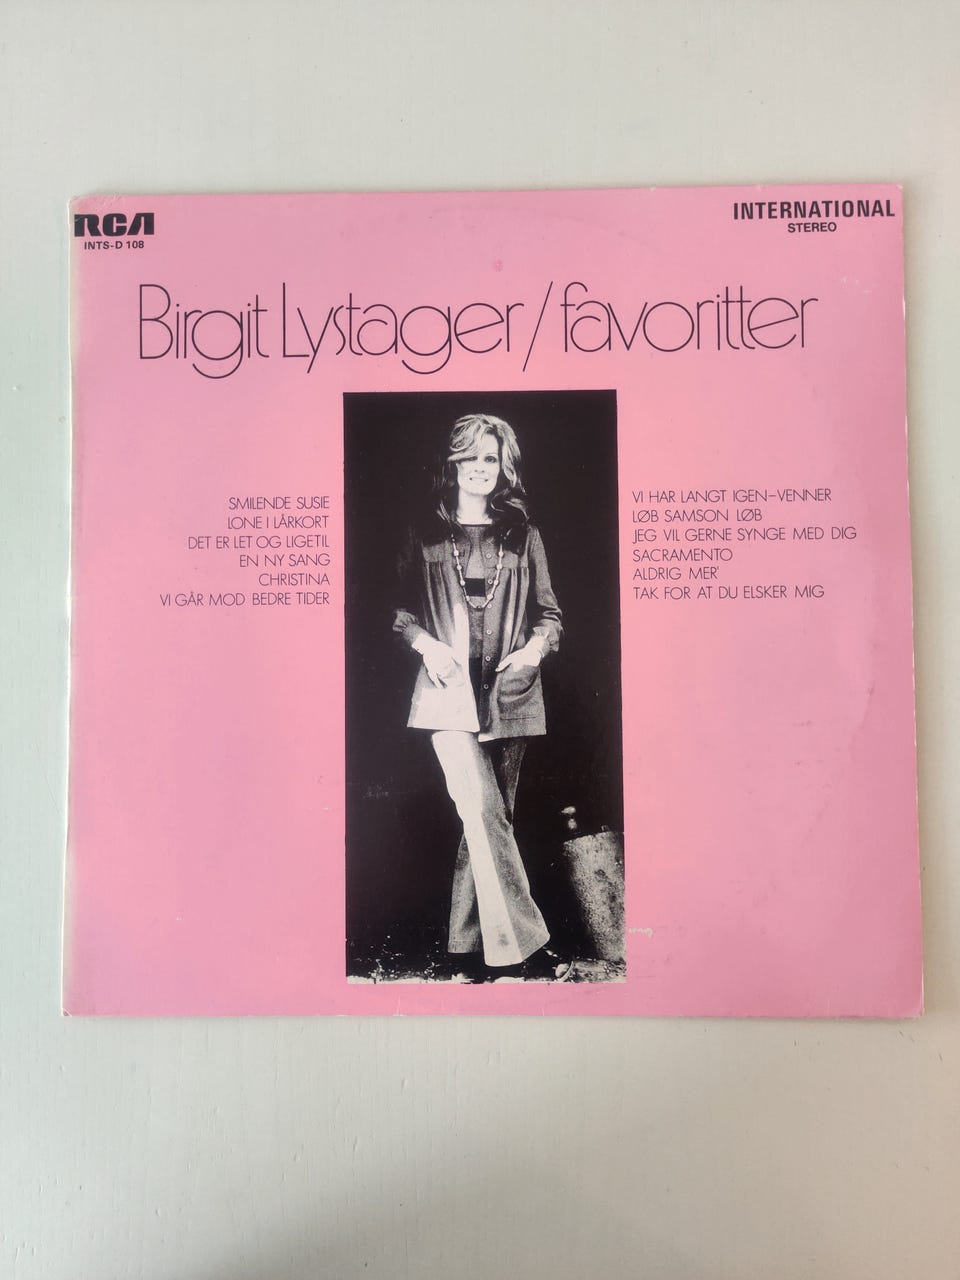 RCA
INTS-D 108
INTERNATIONAL
STEREO
Birgit Lystager/favoritter
SMILENDE SUSIE
LONE I LÅRKORT
DET ER LET OG LIGETIL
EN NY SANG
CHRISTINA
VI GÅR MOD BEDRE TIDER
VI HAR LANGT IGEN-VENNER
LØB SAMSON LØB
JEG VIL GERNE SYNGE MED DIG
SACRAMENTO
ALDRIG MER'
TAK FOR AT DU ELSKER MIG